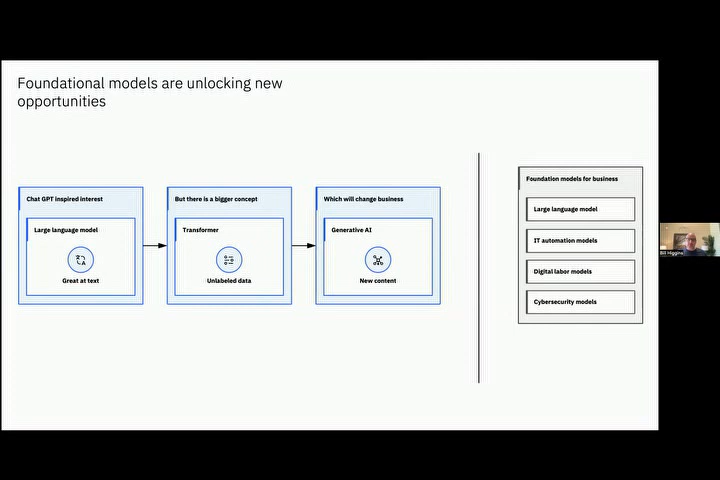 Foundational models are unlocking new
opportunities
Chat GPT inspired interest
Large language model
Great at text
But there is a bigger concept
Transformer
Unlabeled data
Which will change business
Generative AI
New content
Foundation models for business
Large language model
IT automation models
Digital labor models
Cybersecurity models
Bill Higgins